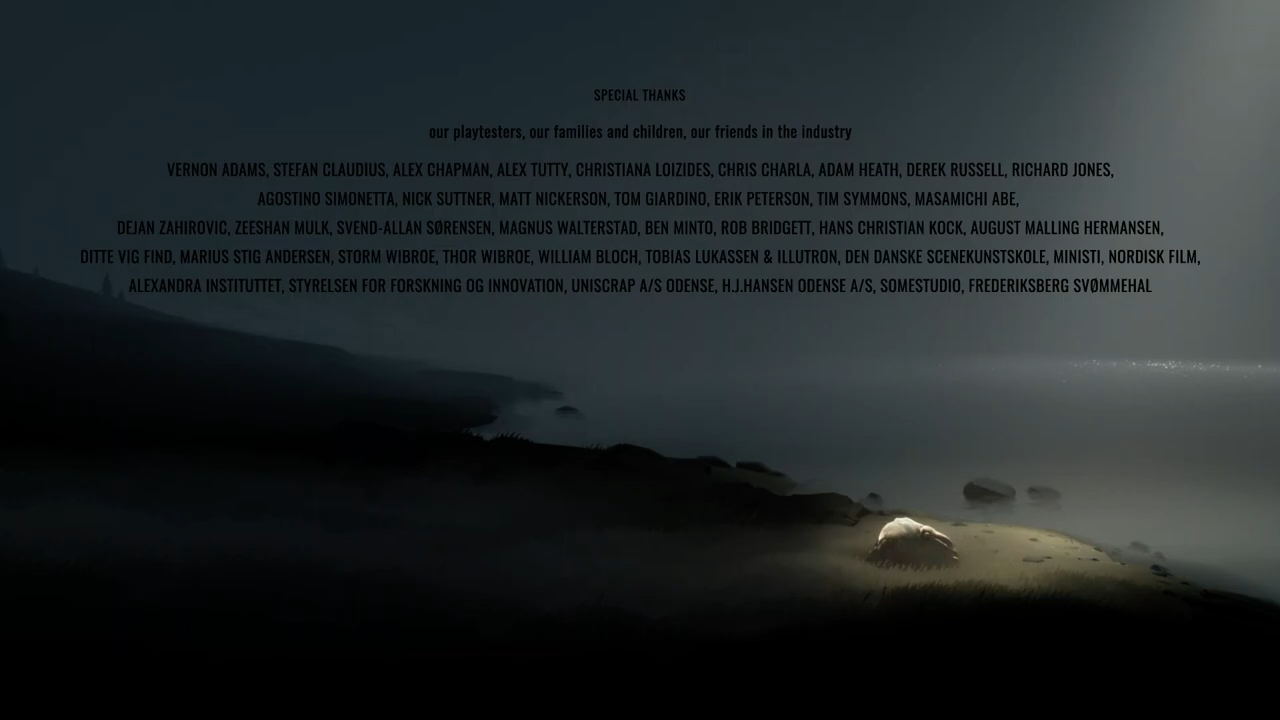 SPECIAL THANKS
our playtesters, our families and children, our friends in the industry
VERNON ADAMS, STEFAN CLAUDIUS, ALEX CHAPMAN, ALEX TUTTY, CHRISTIANA LOIZIDES, CHRIS CHARLA, ADAM HEATH, DEREK RUSSELL, RICHARD JONES,
AGOSTINO SIMONETTA, NICK SUTTNER, MATT NICKERSON, TOM GIARDINO, ERIK PETERSON, TIM SYMMONS, MASAMICHI ABE,
DEJAN ZAHIROVIC, ZEESHAN MULK, SVEND-ALLAN SØRENSEN, MAGNUS WALTERSTAD, BEN MINTO, ROB BRIDGETT, HANS CHRISTIAN KOCK, AUGUST MALLING HERMANSEN,
DITTE VIG FIND, MARIUS STIG ANDERSEN, STORM WIBROE, THOR WIBROE, WILLIAM BLOCH, TOBIAS LUKASSEN & ILLUTRON, DEN DANSKE SCENEKUNSTSKOLE, MINISTI, NORDISK FILM,
ALEXANDRA INSTITUTTET, STYRELSEN FOR FORSKNING OG INNOVATION, UNISCRAP A/S ODENSE, H.J.HANSEN ODENSE A/S, SOMESTUDIO, FREDERIKSBERG SVØMMEHAL